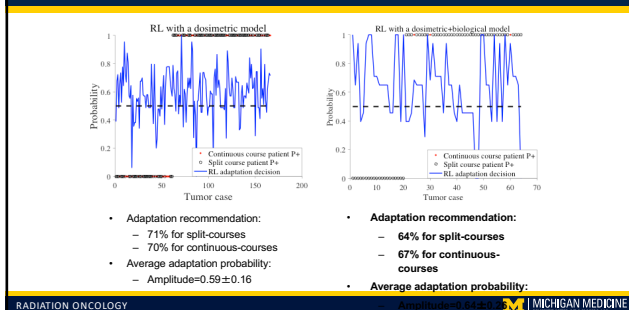 RL with a dosimetric model
1
0.8
0.6
0.4
0.2
0
Probability
Continuous course patient P+
Split course patient P+
RL adaptation decision
0 50 100 150 200
Tumor case
• Adaptation recommendation:
– 71% for split-courses
– 70% for continuous-courses
• Average adaptation probability:
– Amplitude=0.59±0.16
RL with a dosimetric+biological model
1
0.8
0.6
0.4
0.2
0
Probability
Continuous course patient P+
Split course patient P+
RL adaptation decision
0 10 20 30 40 50 60 70
Tumor case
• Adaptation recommendation:
– 64% for split-courses
– 67% for continuous-
courses
• Average adaptation probability:
– Amplitude=0.64±0.2
RADIATION ONCOLOGY
M MICHIGAN MEDICINE